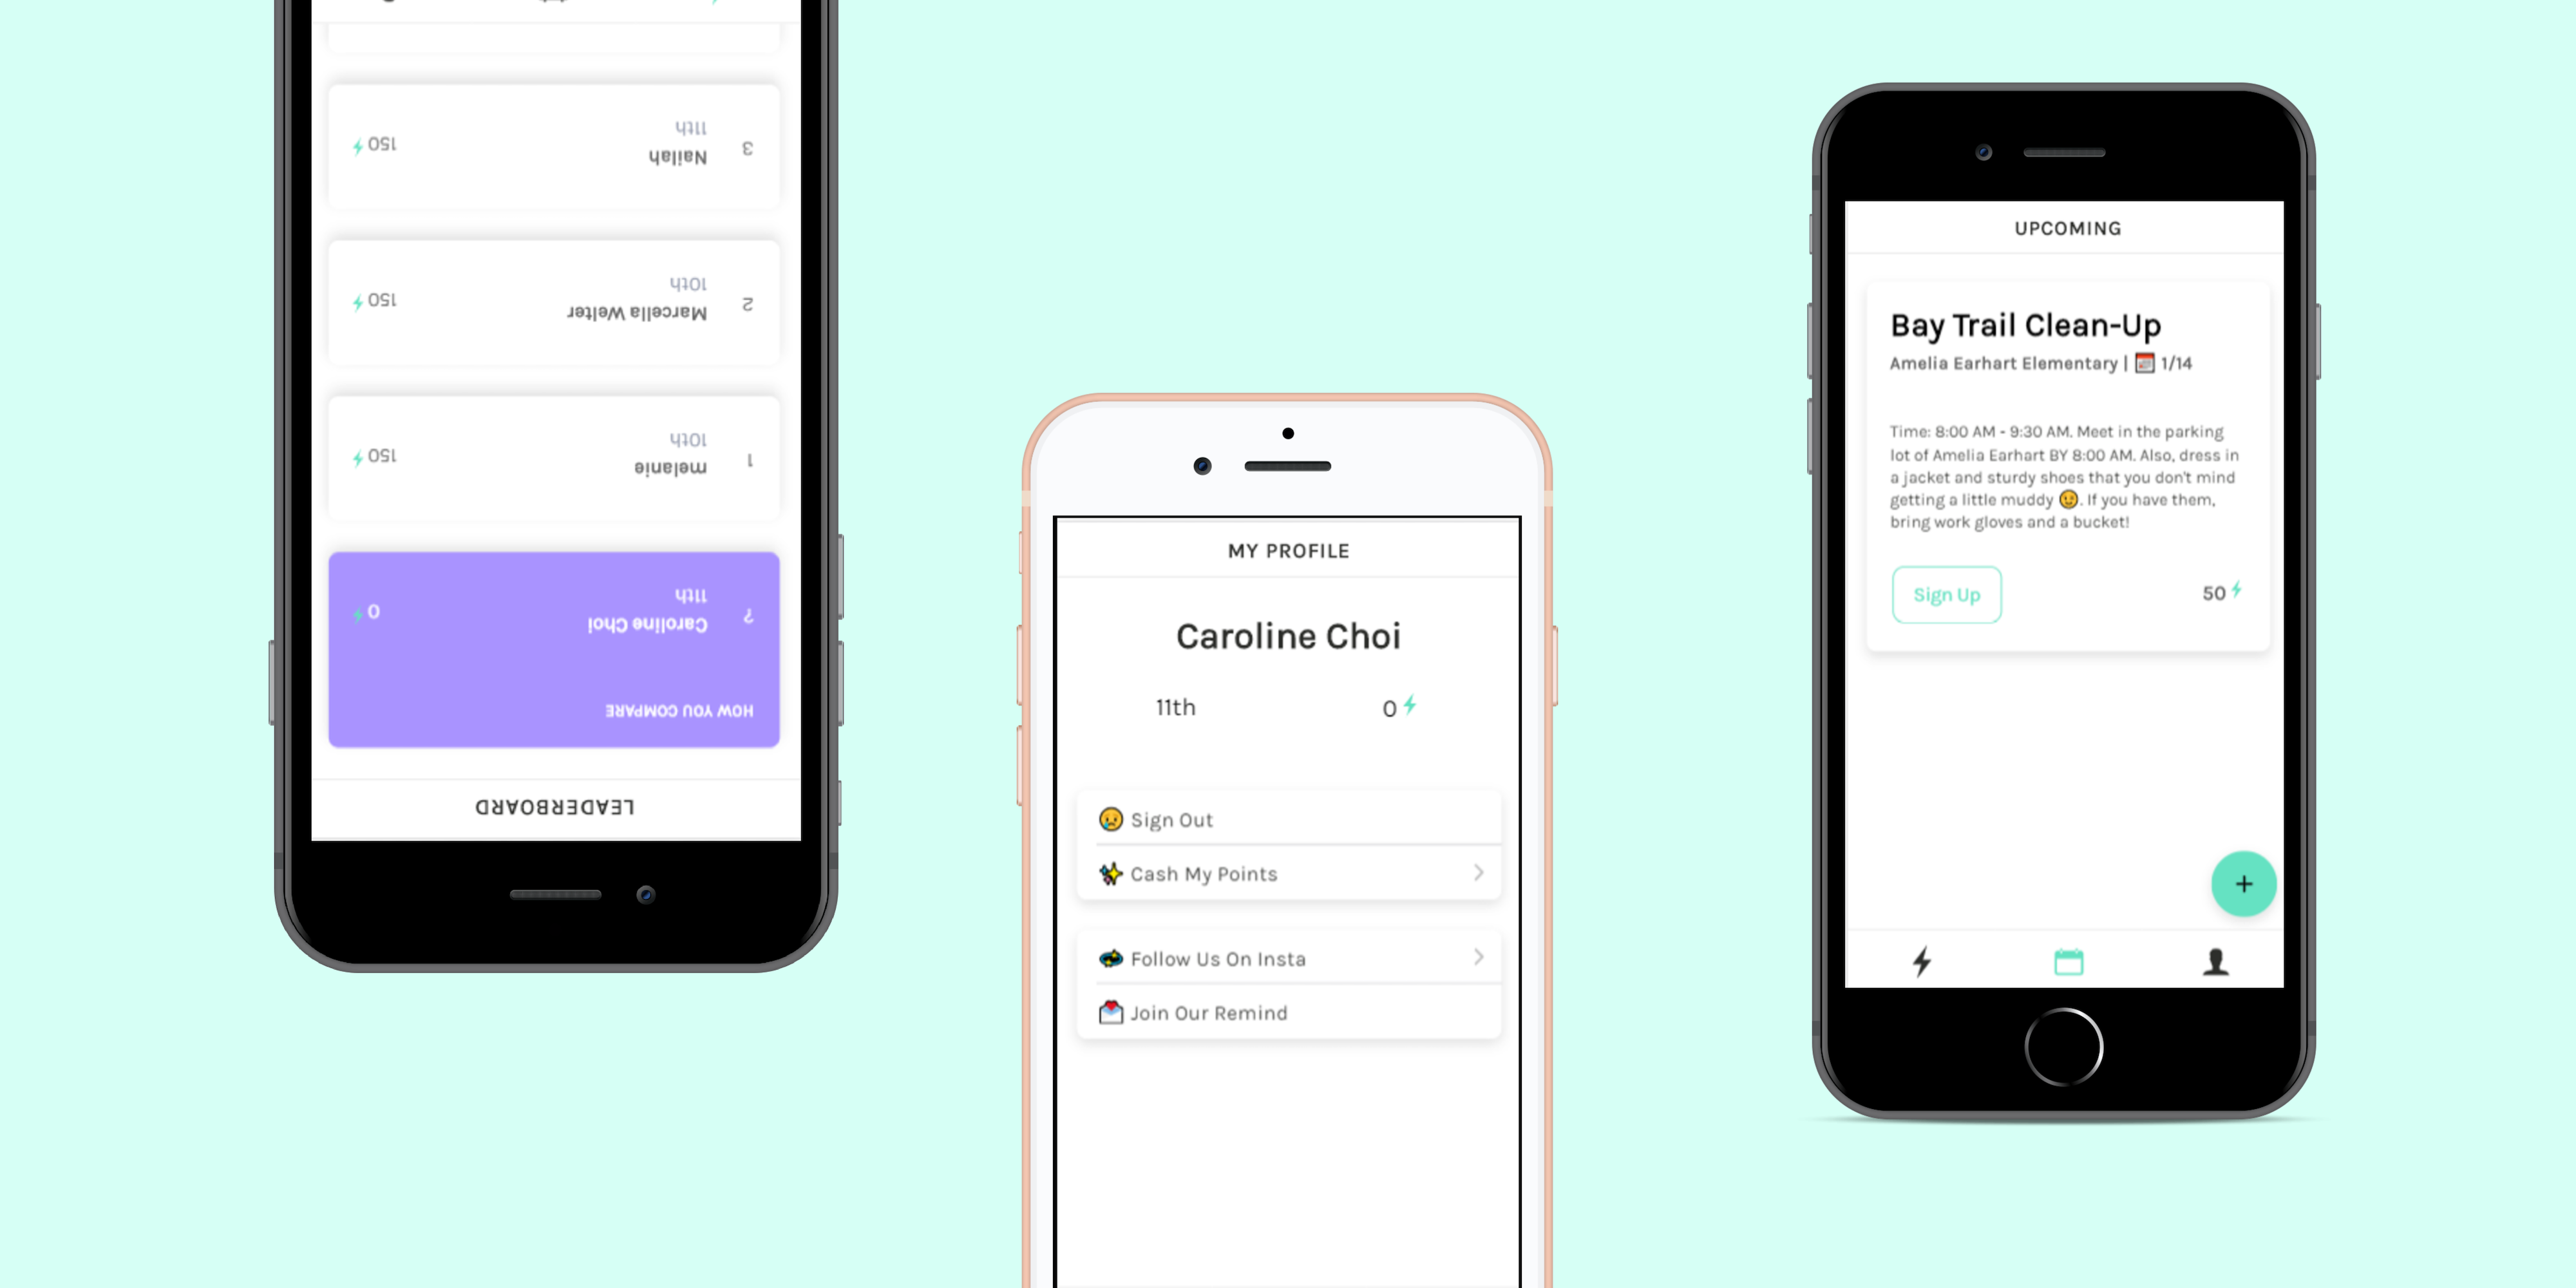 LEADERBOARD
HOW YOU COMPARE
?
Caroline Choi
11th
0
1
melanie
10th
150
2
Marcella Welter
10th
150
3
Nailah
11th
150
MY PROFILE
Caroline Choi
11th
0
😥 Sign Out
✨ Cash My Points
Follow Us On Insta
💌 Join Our Remind
UPCOMING
Bay Trail Clean-Up
Amelia Earhart Elementary | 📅 1/14
Time: 8:00 AM - 9:30 AM. Meet in the parking
lot of Amelia Earhart BY 8:00 AM. Also, dress in
a jacket and sturdy shoes that you don't mind
getting a little muddy 😉. If you have them,
bring work gloves and a bucket!
Sign Up
50
+